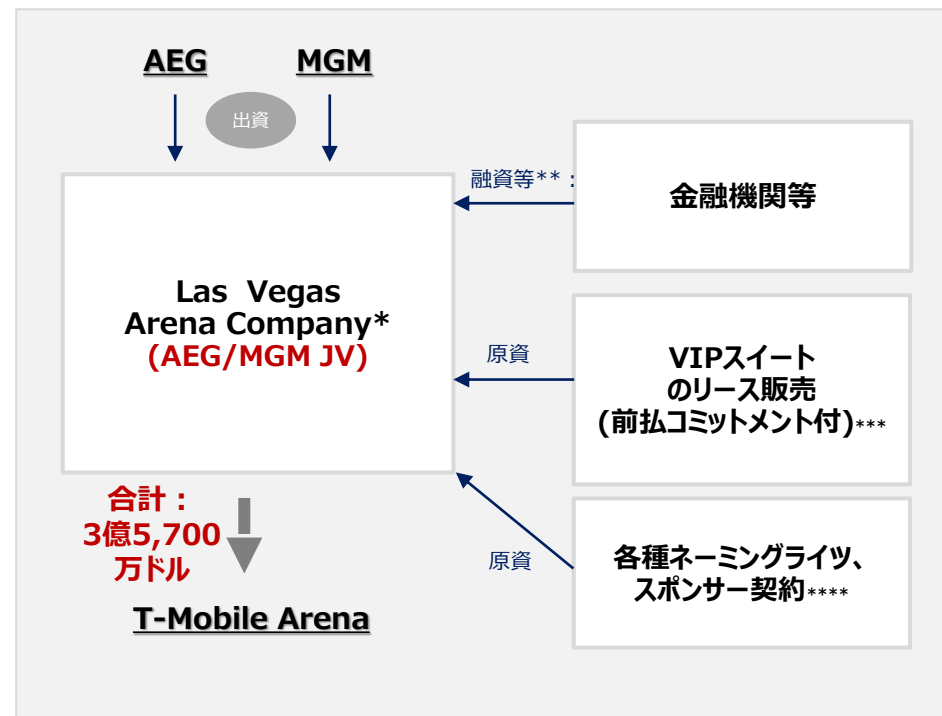 AEG
MGM
出資
融資等**：
金融機関等
Las Vegas
Arena Company*
(AEG/MGM JV)
原資
VIPスイート
のリース販売
(前払コミットメント付)***
合計：
3億5,700
万ドル
原資
各種ネーミングライツ、
スポンサー契約****
T-Mobile Arena